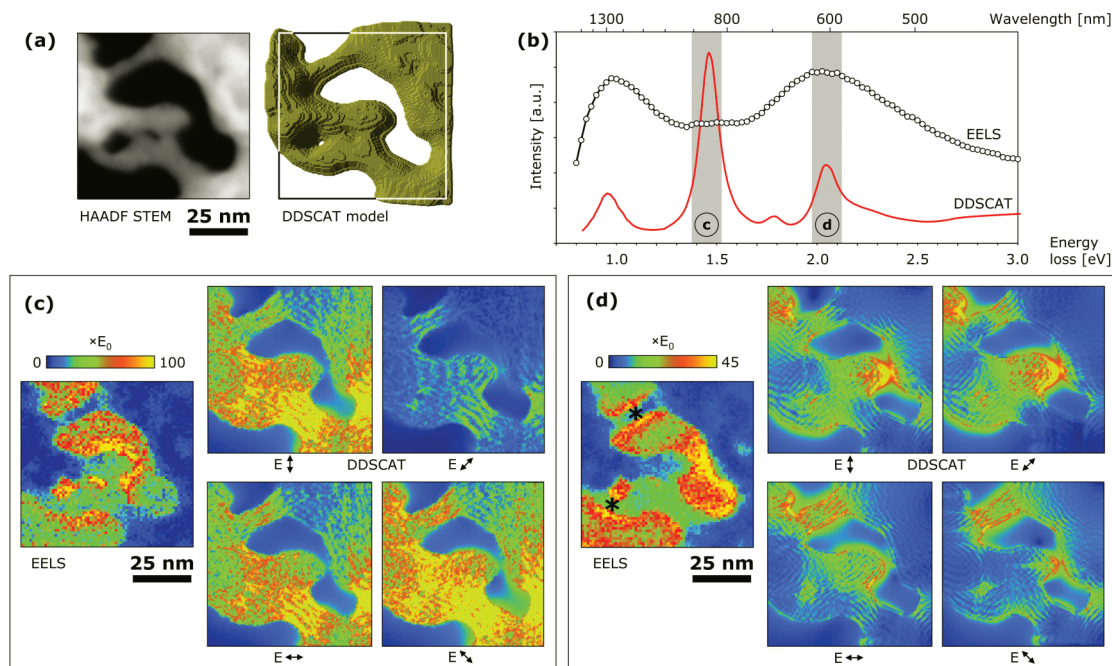 (a)
HAADF STEM
25 nm
DDSCAT model
(b)
1300 800 600 500 Wavelength [nm]
Intensity [a.u.]
EELS
DDSCAT
c d
1.0 1.5 2.0 2.5 3.0
Energy loss [eV]
(c)
×E₀
0 100
EELS
25 nm
E ↕ DDSCAT E ⤢
E ↔ E ⤡
(d)
×E₀
0 45
* *
EELS
25 nm
E ↕ DDSCAT E ⤢
E ↔ E ⤡